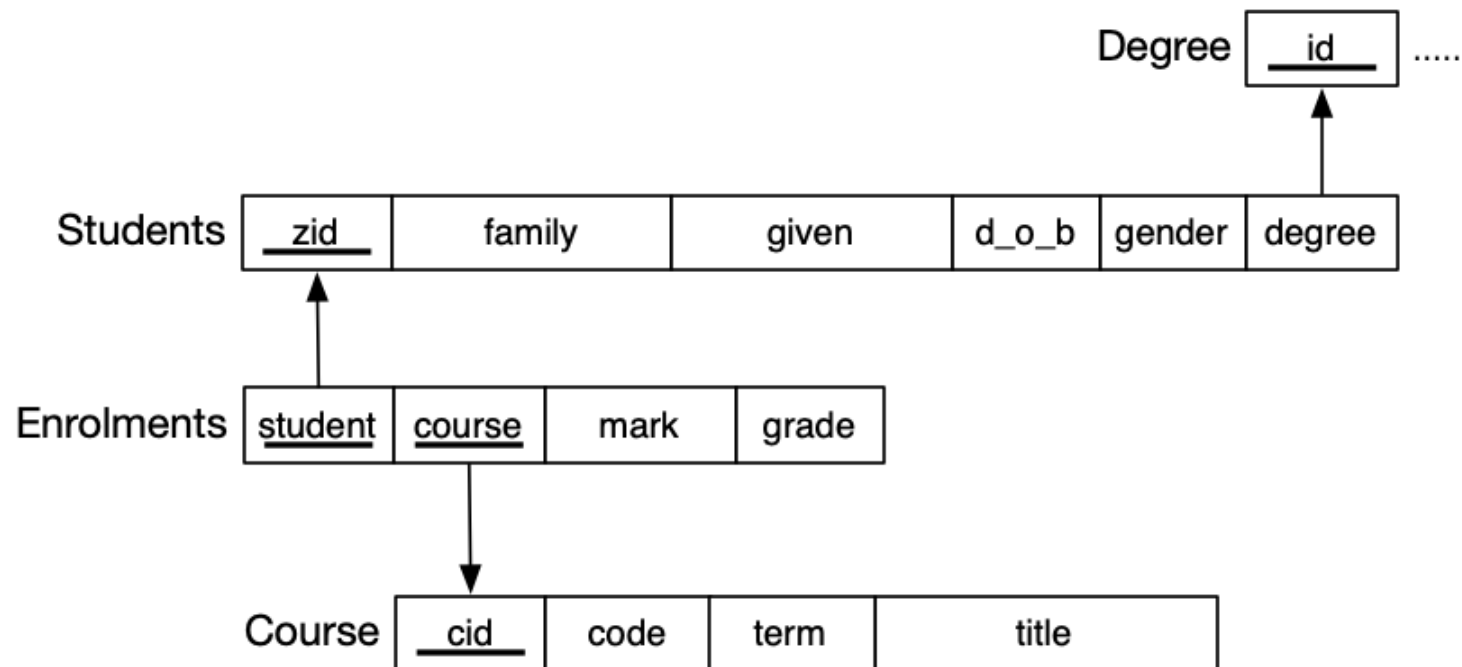 Degree id .....
Students zid family given d_o_b gender degree
Enrolments student course mark grade
Course cid code term title